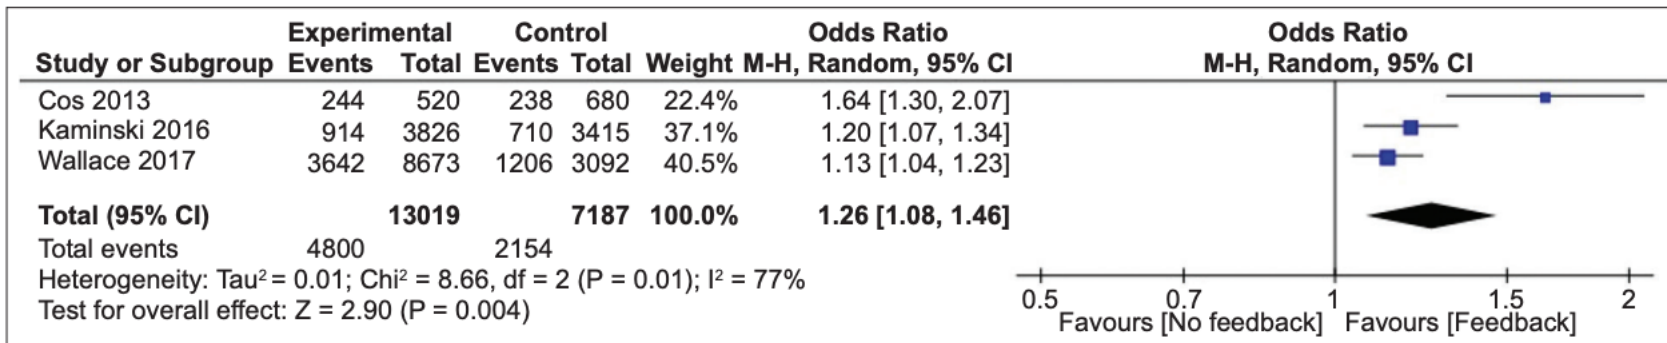 Experimental Control Odds Ratio Odds Ratio
Study or Subgroup Events Total Events Total Weight M-H, Random, 95% CI M-H, Random, 95% CI
Cos 2013 244 520 238 680 22.4% 1.64 [1.30, 2.07]
Kaminski 2016 914 3826 710 3415 37.1% 1.20 [1.07, 1.34]
Wallace 2017 3642 8673 1206 3092 40.5% 1.13 [1.04, 1.23]
Total (95% CI) 13019 7187 100.0% 1.26 [1.08, 1.46]
Total events 4800 2154
Heterogeneity: Tau² = 0.01; Chi² = 8.66, df = 2 (P = 0.01); I² = 77%
Test for overall effect: Z = 2.90 (P = 0.004)
0.5 0.7 1 1.5 2
Favours [No feedback] Favours [Feedback]